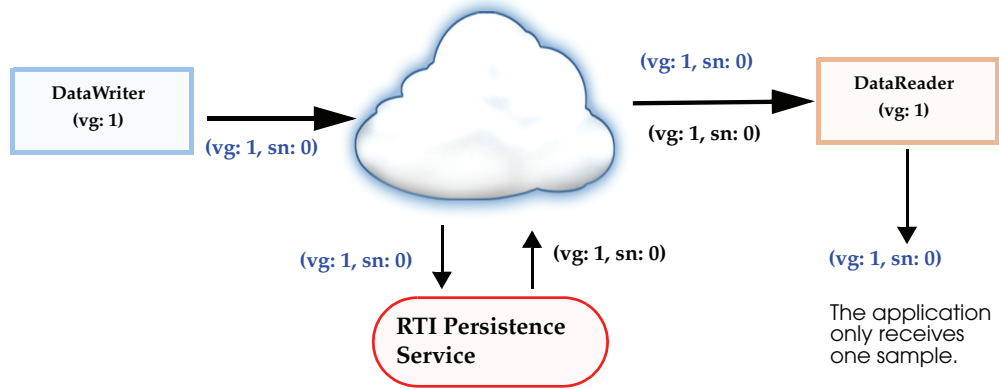 DataWriter
(vg: 1)
(vg: 1, sn: 0)
(vg: 1, sn: 0)
(vg: 1, sn: 0)
DataReader
(vg: 1)
(vg: 1, sn: 0)
(vg: 1, sn: 0)
RTI Persistence
Service
(vg: 1, sn: 0)
The application
only receives
one sample.